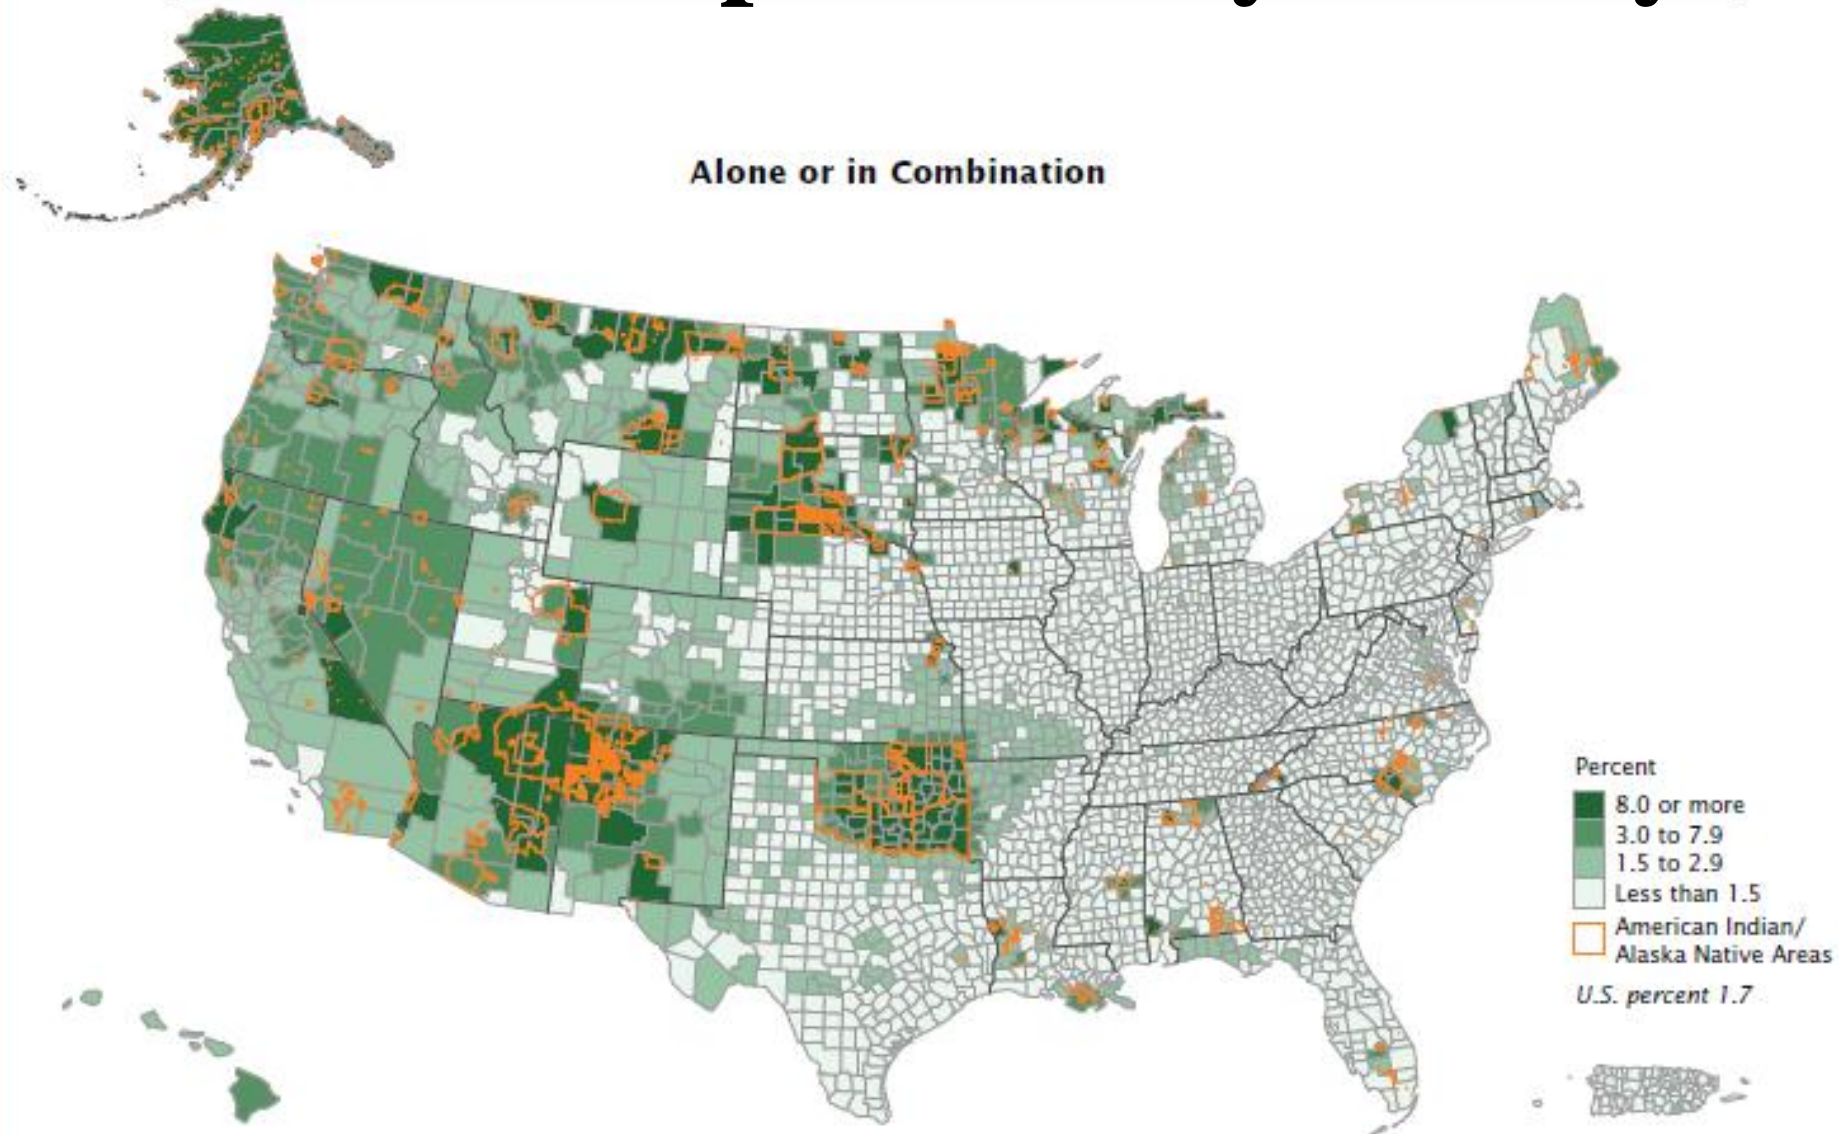 Alone or in Combination
Percent
8.0 or more
3.0 to 7.9
1.5 to 2.9
Less than 1.5
American Indian/
Alaska Native Areas
U.S. percent 1.7